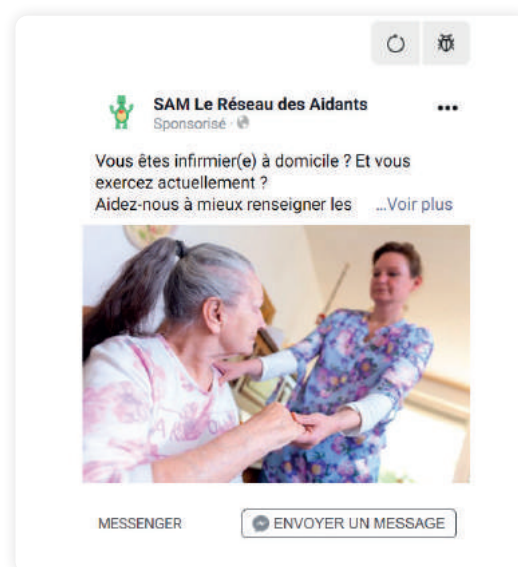 SAM Le Réseau des Aidants
Sponsorisé ·
Vous êtes infirmier(e) à domicile ? Et vous
exercez actuellement ?
Aidez-nous à mieux renseigner les ...Voir plus
MESSENGER
ENVOYER UN MESSAGE